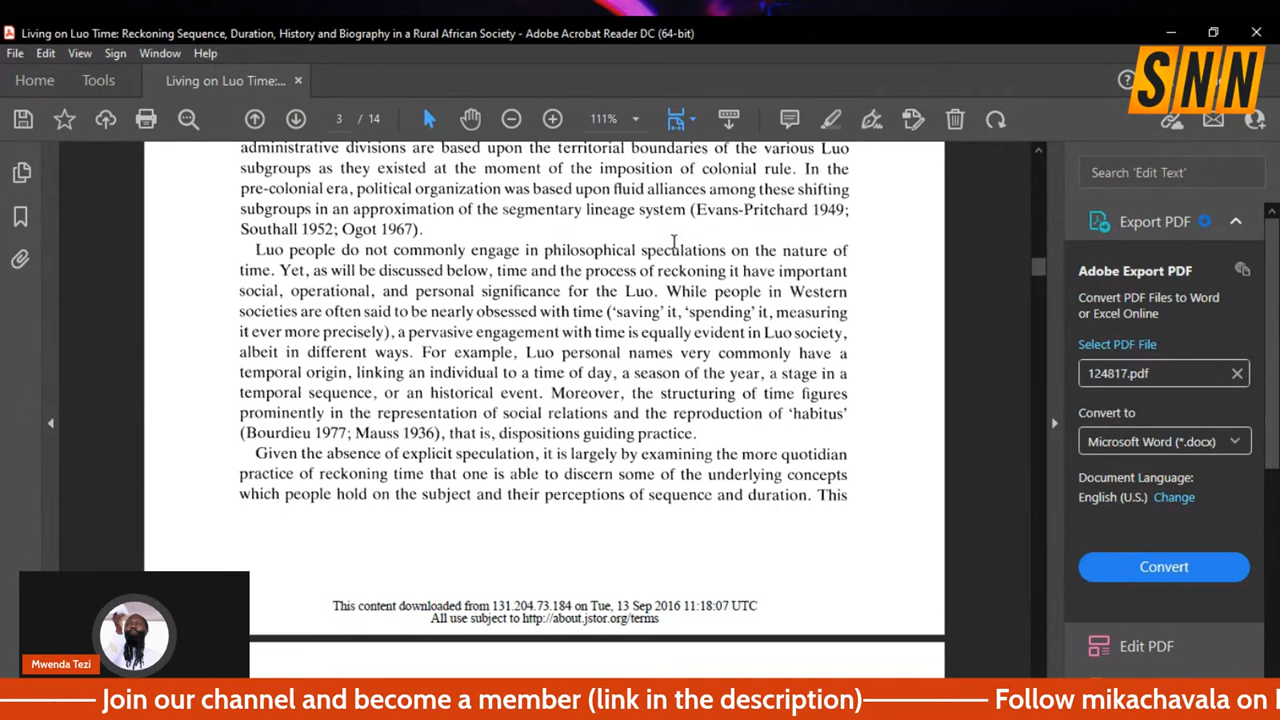 Living on Luo Time: Reckoning Sequence, Duration, History and Biography in a Rural African Society - Adobe Acrobat Reader DC (64-bit)
File Edit View Sign Window Help
Home Tools Living on Luo Time:...
SNN
3 / 14 111%
administrative divisions are based upon the territorial boundaries of the various Luo
subgroups as they existed at the moment of the imposition of colonial rule. In the
pre-colonial era, political organization was based upon fluid alliances among these shifting
subgroups in an approximation of the segmentary lineage system (Evans-Pritchard 1949;
Southall 1952; Ogot 1967).
Luo people do not commonly engage in philosophical speculations on the nature of
time. Yet, as will be discussed below, time and the process of reckoning it have important
social, operational, and personal significance for the Luo. While people in Western
societies are often said to be nearly obsessed with time (‘saving’ it, ‘spending’ it, measuring
it ever more precisely), a pervasive engagement with time is equally evident in Luo society,
albeit in different ways. For example, Luo personal names very commonly have a
temporal origin, linking an individual to a time of day, a season of the year, a stage in a
temporal sequence, or an historical event. Moreover, the structuring of time figures
prominently in the representation of social relations and the reproduction of ‘habitus’
(Bourdieu 1977; Mauss 1936), that is, dispositions guiding practice.
Given the absence of explicit speculation, it is largely by examining the more quotidian
practice of reckoning time that one is able to discern some of the underlying concepts
which people hold on the subject and their perceptions of sequence and duration. This
This content downloaded from 131.204.73.184 on Tue, 13 Sep 2016 11:18:07 UTC
All use subject to http://about.jstor.org/terms
Search 'Edit Text'
Export PDF
Adobe Export PDF
Convert PDF Files to Word
or Excel Online
Select PDF File
124817.pdf
Convert to
Microsoft Word (*.docx)
Document Language:
English (U.S.) Change
Convert
Edit PDF
Mwenda Tezi
Join our channel and become a member (link in the description) Follow mikachavala on